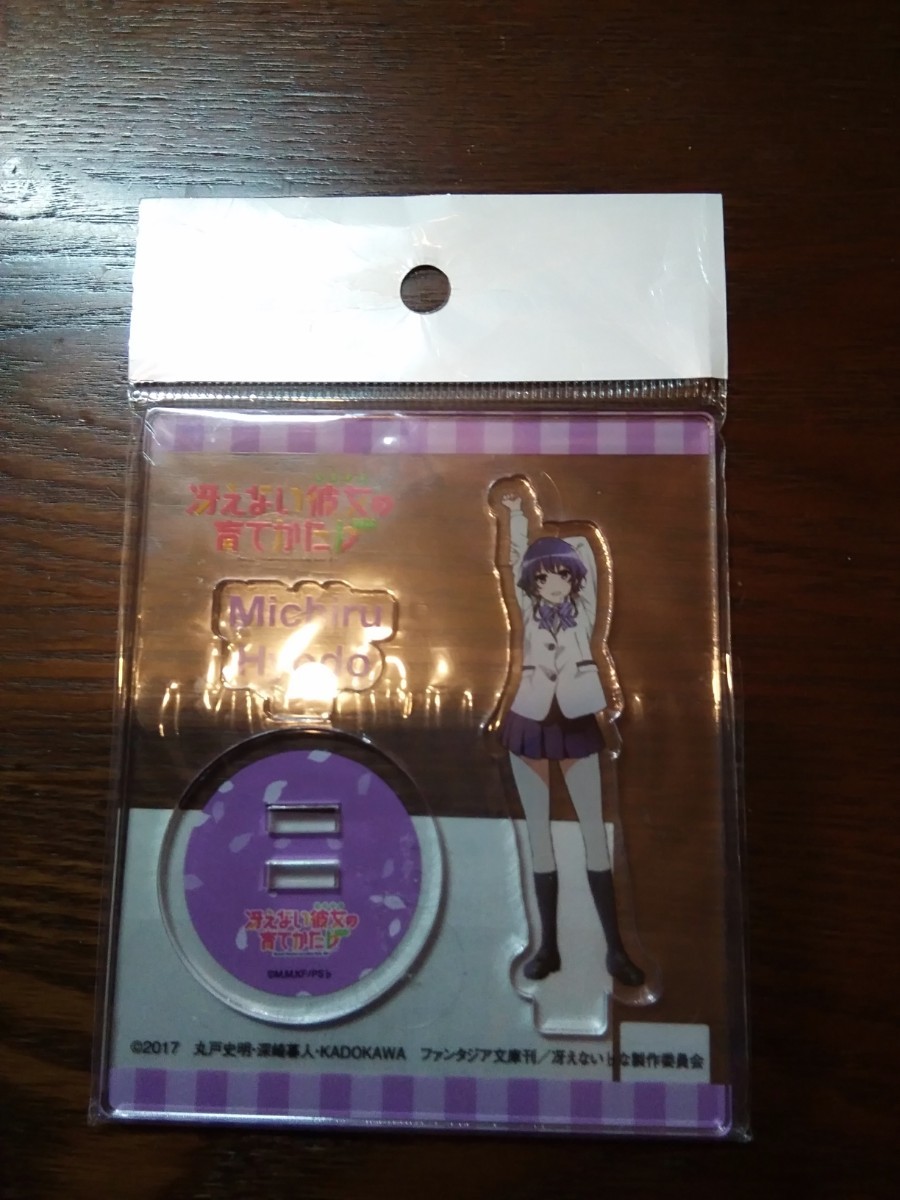 冴えない彼女の
育てかた♭
Michiru
Hyodo
冴えない彼女の
育てかた♭
©2017 丸戸史明・深崎暮人・KADOKAWA ファンタジア文庫刊／冴えない♭な製作委員会